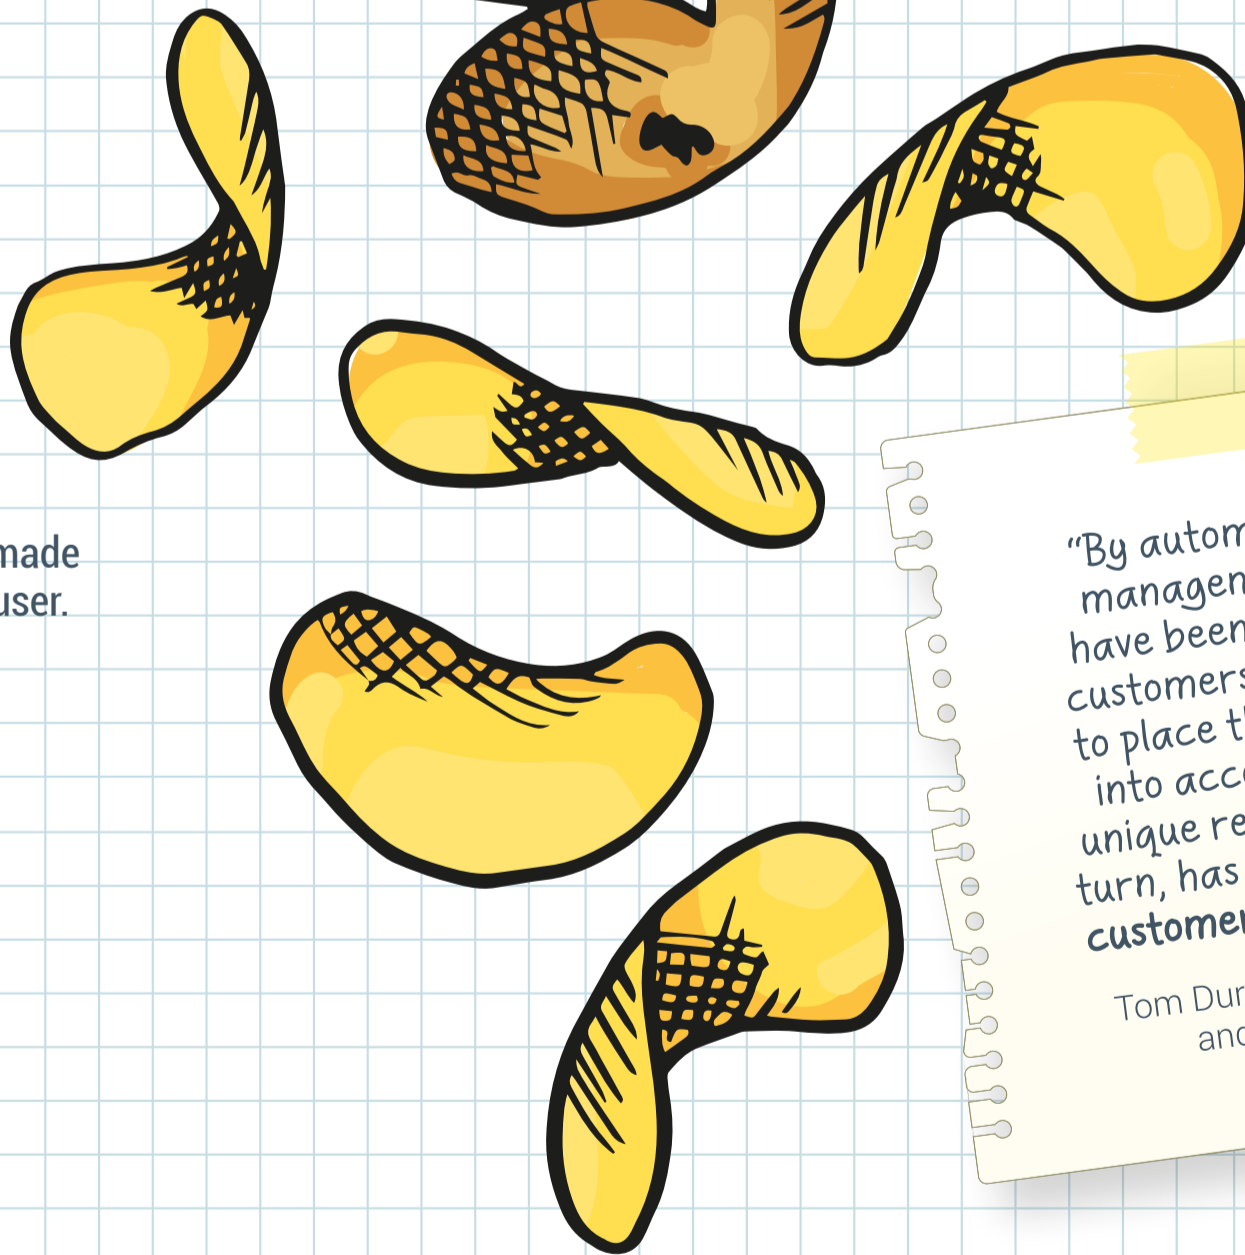 made
user.
“By autom
managen
have been
customers
to place t
into acc
unique re
turn, has
customer
Tom Dur
and